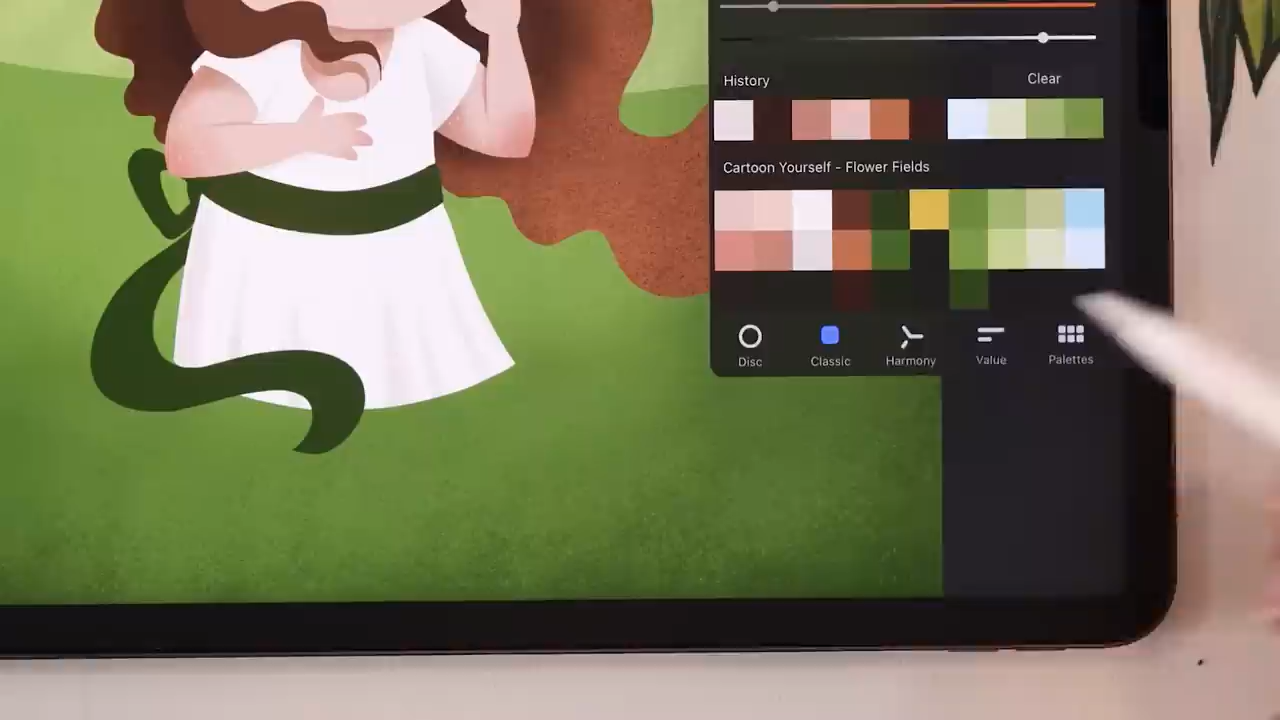 History
Clear
Cartoon Yourself - Flower Fields
Disc
Classic
Harmony
Value
Palettes